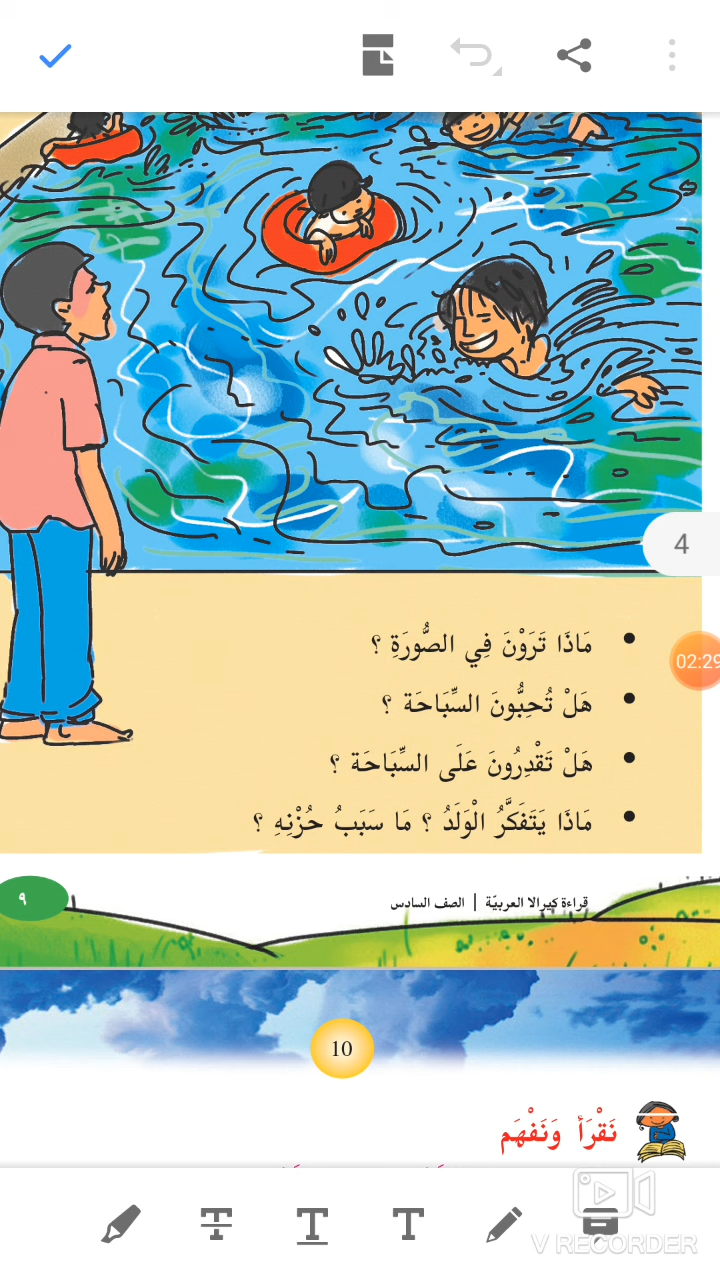 4
02:29
مَاذَا تَرَوْنَ فِي الصُّورَةِ ؟
هَلْ تُحِبُّونَ السِّبَاحَة ؟
هَلْ تَقْدِرُونَ عَلَى السِّبَاحَة ؟
مَاذَا يَتَفَكَّرُ الْوَلَدُ ؟ مَا سَبَبُ حُزْنِهِ ؟
قراءة كيرالا العربيّة | الصف السادس
٩
10
نَقْرَأ وَنَفْهَم
T T T
V RECORDER